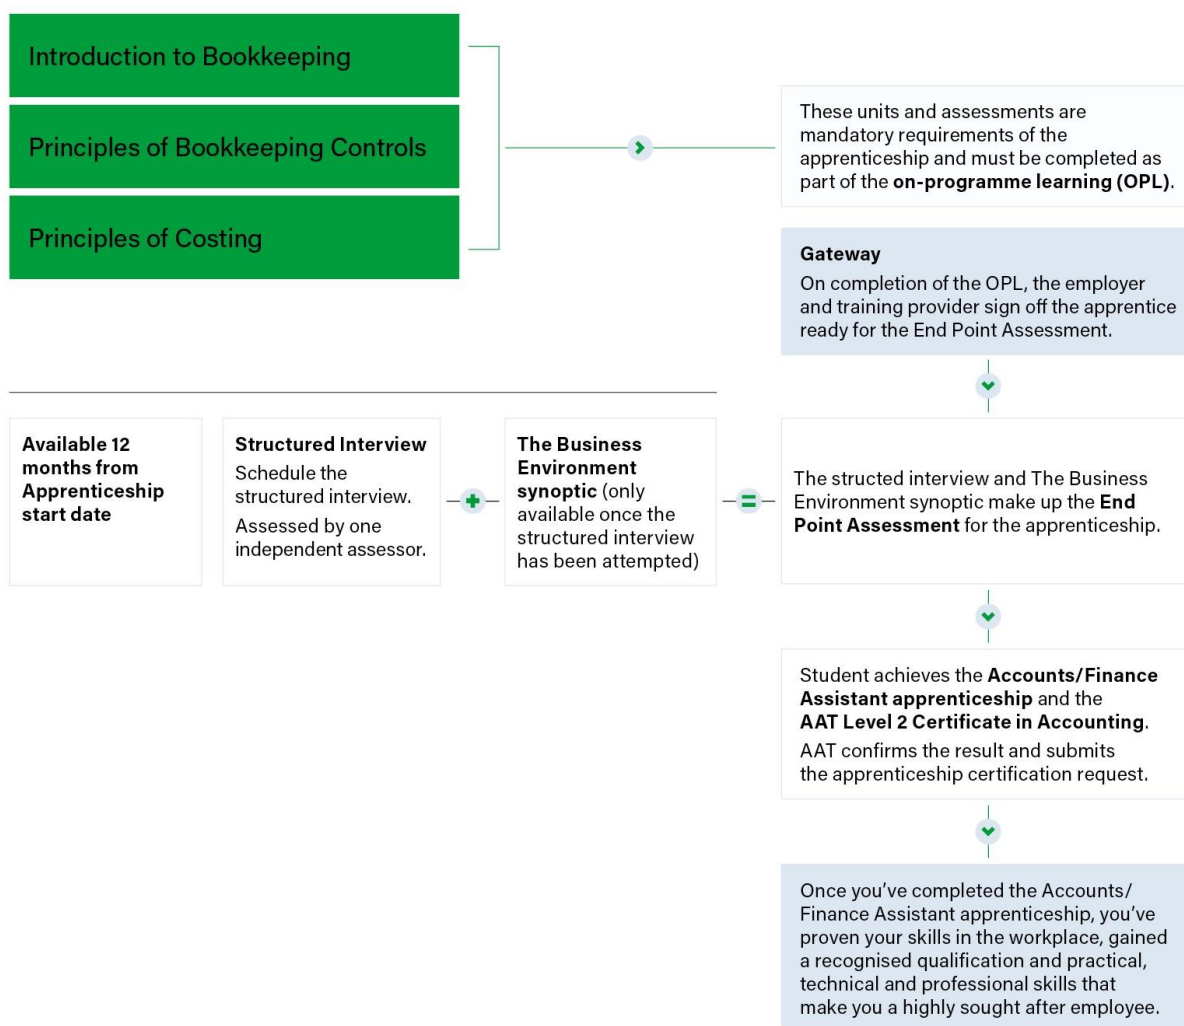 Introduction to Bookkeeping
Principles of Bookkeeping Controls
Principles of Costing
These units and assessments are
mandatory requirements of the
apprenticeship and must be completed as
part of the on-programme learning (OPL).
Gateway
On completion of the OPL, the employer
and training provider sign off the apprentice
ready for the End Point Assessment.
Available 12
months from
Apprenticeship
start date
Structured Interview
Schedule the
structured interview.
Assessed by one
independent assessor.
The Business
Environment
synoptic (only
available once the
structured interview
has been attempted)
The structed interview and The Business
Environment synoptic make up the End
Point Assessment for the apprenticeship.
Student achieves the Accounts/Finance
Assistant apprenticeship and the
AAT Level 2 Certificate in Accounting.
AAT confirms the result and submits
the apprenticeship certification request.
Once you’ve completed the Accounts/
Finance Assistant apprenticeship, you’ve
proven your skills in the workplace, gained
a recognised qualification and practical,
technical and professional skills that
make you a highly sought after employee.